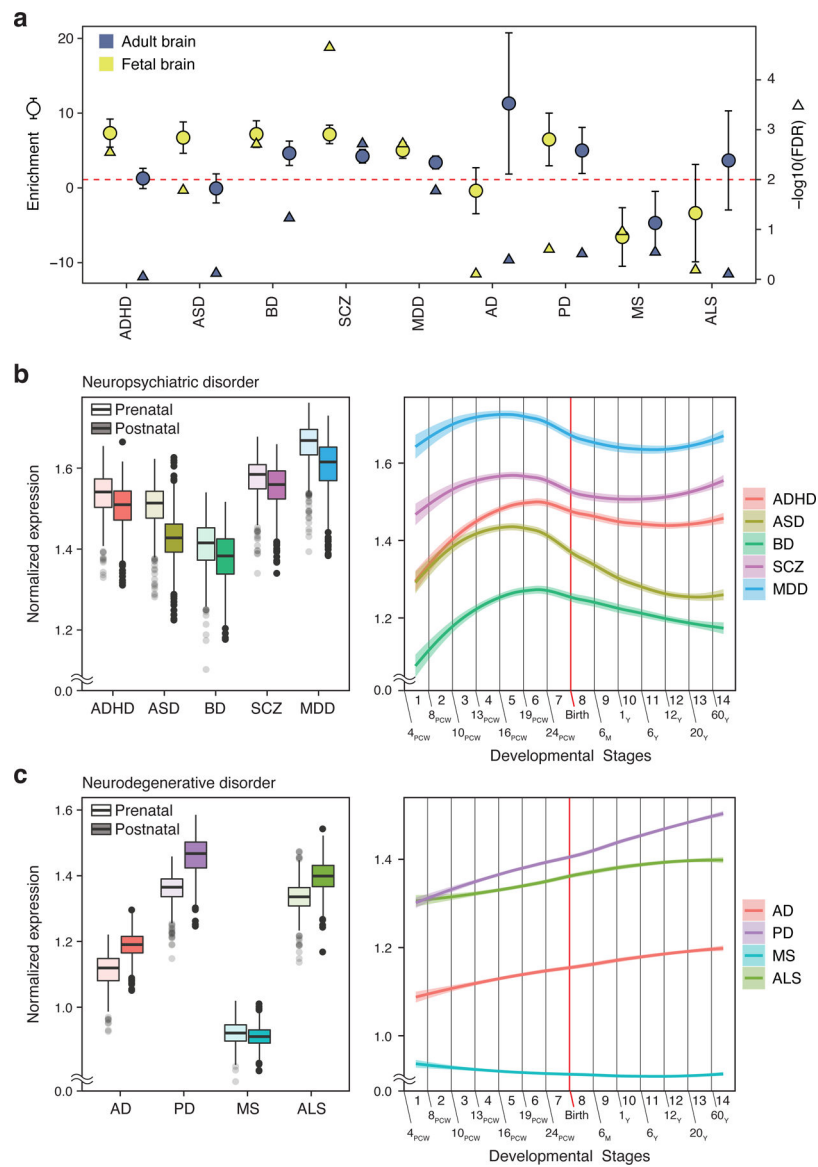 a
Adult brain
Fetal brain
Enrichment
20
10
0
−10
−log10(FDR)
4
3
2
1
0
ADHD
ASD
BD
SCZ
MDD
AD
PD
MS
ALS
b
Neuropsychiatric disorder
Prenatal
Postnatal
Normalized expression
1.6
1.4
1.2
0.0
ADHD ASD BD SCZ MDD
1.6
1.4
1.2
0.0
1 2 3 4 5 6 7 8 9 10 11 12 13 14
8PCW 13PCW 19PCW Birth 1Y 12Y 60Y
4PCW 10PCW 16PCW 24PCW 6M 6Y 20Y
Developmental Stages
ADHD
ASD
BD
SCZ
MDD
c
Neurodegenerative disorder
Prenatal
Postnatal
Normalized expression
1.6
1.4
1.2
1.0
0.0
AD PD MS ALS
1.4
1.2
1.0
0.0
1 2 3 4 5 6 7 8 9 10 11 12 13 14
8PCW 13PCW 19PCW Birth 1Y 12Y 60Y
4PCW 10PCW 16PCW 24PCW 6M 6Y 20Y
Developmental Stages
AD
PD
MS
ALS